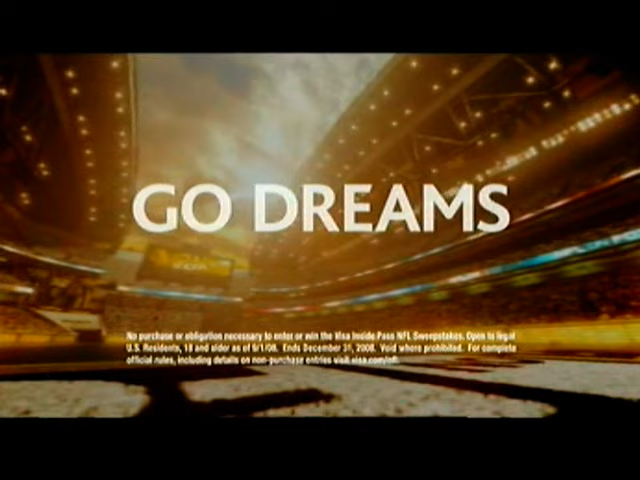 GO DREAMS
No purchase or obligation necessary to enter or win the Visa Inside Pass NFL Sweepstakes. Open to legal
U.S. Residents, 18 and older as of 9/1/08. Ends December 31, 2008. Void where prohibited. For complete
official rules, including details on non-purchase entries visit visa.com/nfl.